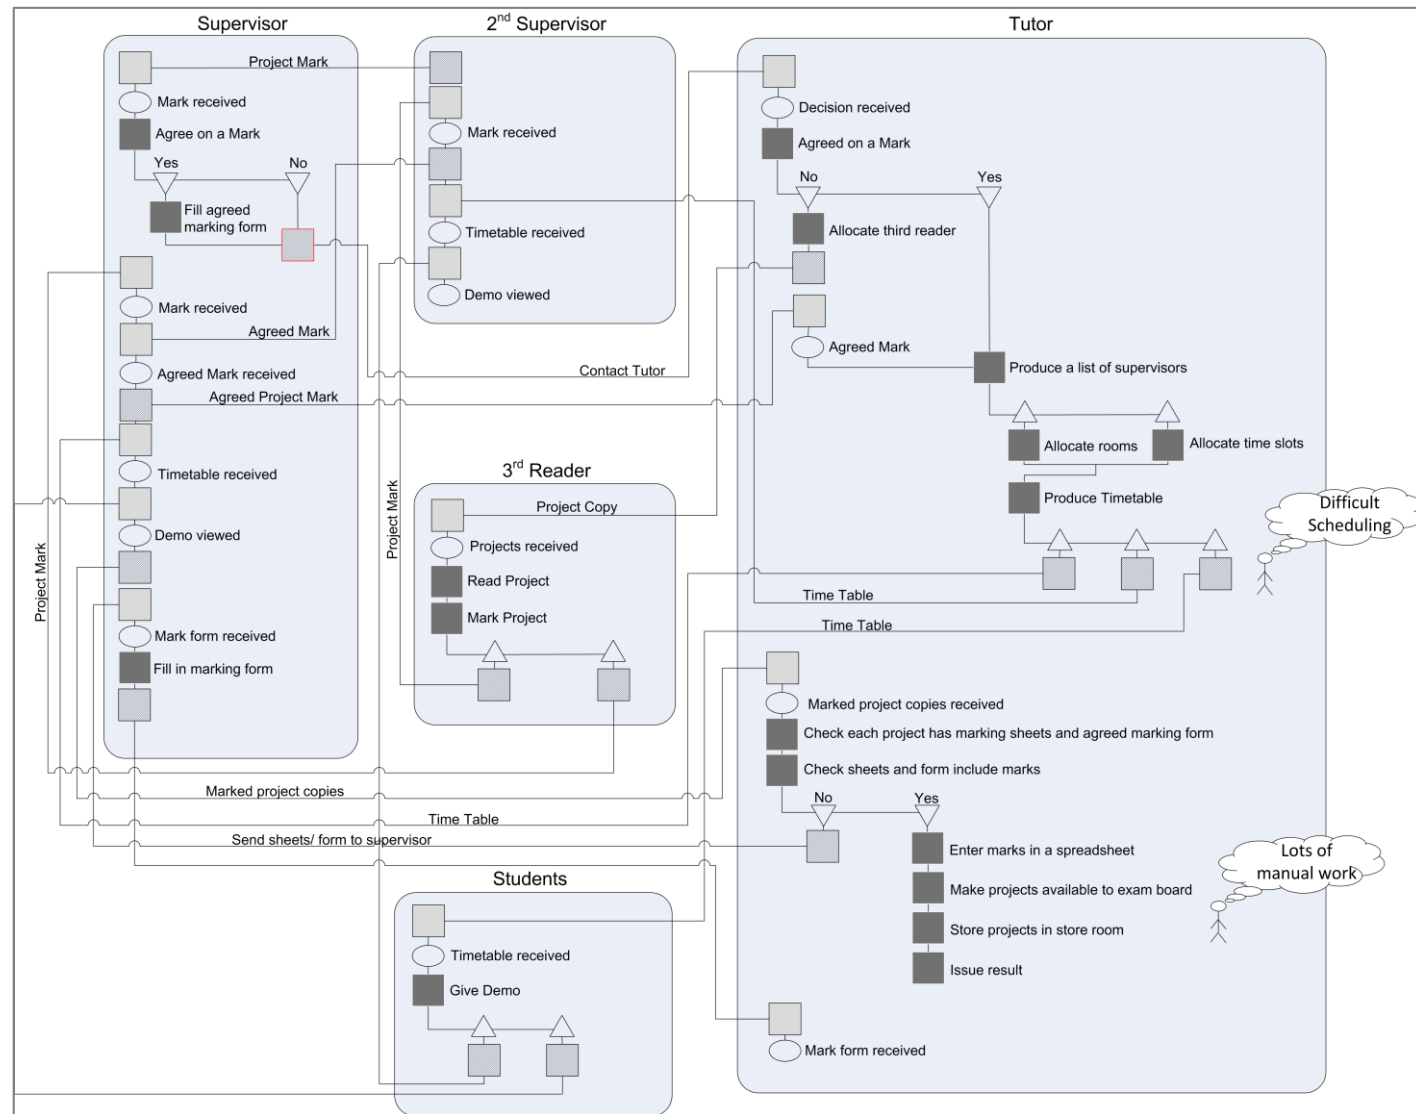 Supervisor
Project Mark
Mark received
Agree on a Mark
Yes
No
Fill agreed
marking form
Mark received
Agreed Mark
Agreed Mark received
Agreed Project Mark
Timetable received
Demo viewed
Mark form received
Fill in marking form
Project Mark
2nd Supervisor
Mark received
Timetable received
Demo viewed
Contact Tutor
3rd Reader
Project Copy
Projects received
Read Project
Mark Project
Project Mark
Tutor
Decision received
Agreed on a Mark
No
Yes
Allocate third reader
Agreed Mark
Produce a list of supervisors
Allocate rooms
Allocate time slots
Produce Timetable
Difficult
Scheduling
Time Table
Time Table
Marked project copies received
Check each project has marking sheets and agreed marking form
Check sheets and form include marks
No
Yes
Enter marks in a spreadsheet
Make projects available to exam board
Store projects in store room
Issue result
Lots of
manual work
Mark form received
Marked project copies
Time Table
Send sheets/ form to supervisor
Students
Timetable received
Give Demo